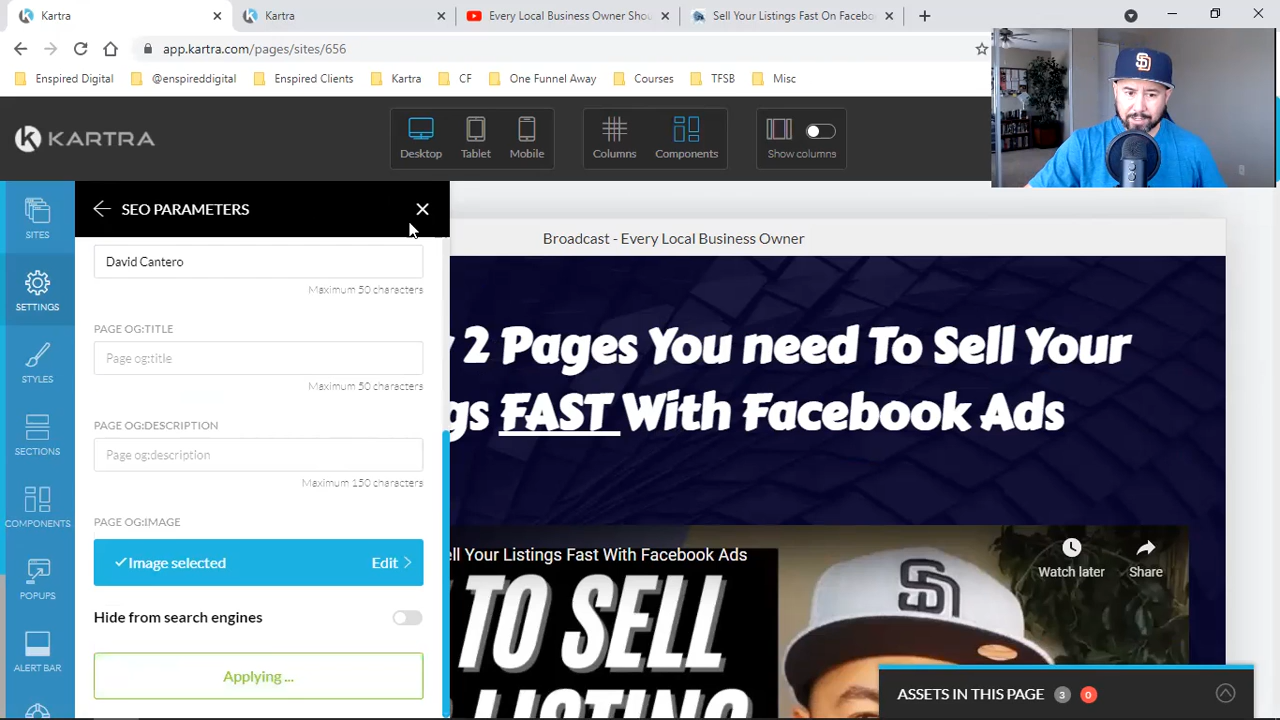 Kartra
Kartra
Every Local Business Owner Shou
Sell Your Listings Fast On Facebo
app.kartra.com/pages/sites/656
Enspired Digital
@enspireddigital
Enspired Clients
Kartra
CF
One Funnel Away
Courses
TFSB
Misc
KARTRA
Desktop
Tablet
Mobile
Columns
Components
Show columns
SITES
SETTINGS
STYLES
SECTIONS
COMPONENTS
POPUPS
ALERT BAR
SEO PARAMETERS
David Cantero
Maximum 50 characters
PAGE OG:TITLE
Page og:title
Maximum 50 characters
PAGE OG:DESCRIPTION
Page og:description
Maximum 150 characters
PAGE OG:IMAGE
Image selected
Edit
Hide from search engines
Applying ...
Broadcast - Every Local Business Owner
2 Pages You need To Sell Your
gs FAST With Facebook Ads
ell Your Listings Fast With Facebook Ads
Watch later
Share
TO SELL
LISTING
SD
SD
ASSETS IN THIS PAGE 3 0